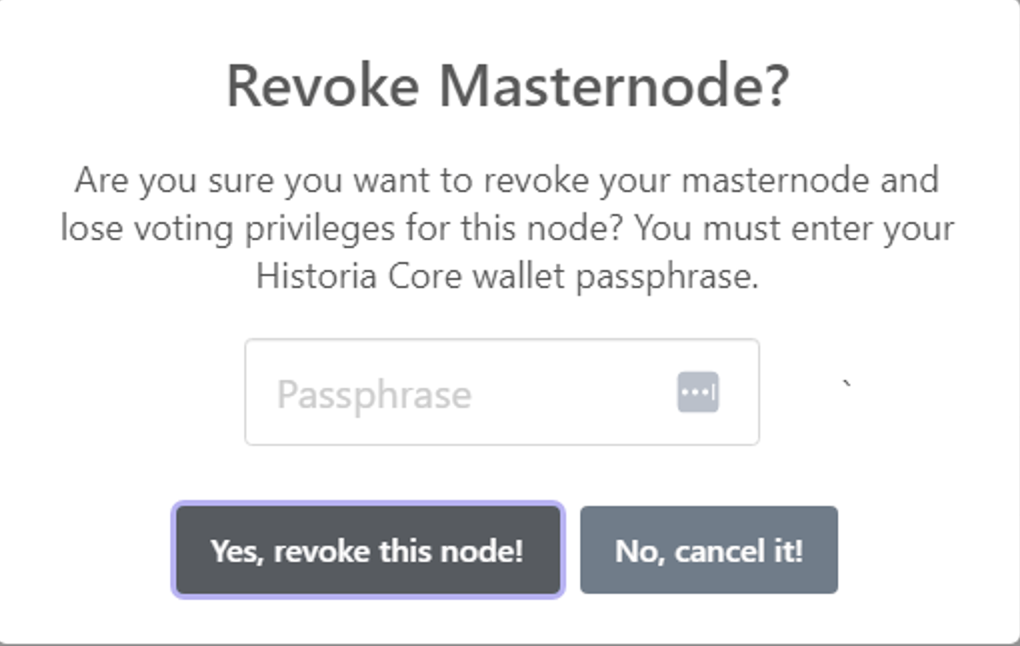 Revoke Masternode?
Are you sure you want to revoke your masternode and
lose voting privileges for this node? You must enter your
Historia Core wallet passphrase.
Passphrase
`
Yes, revoke this node!
No, cancel it!